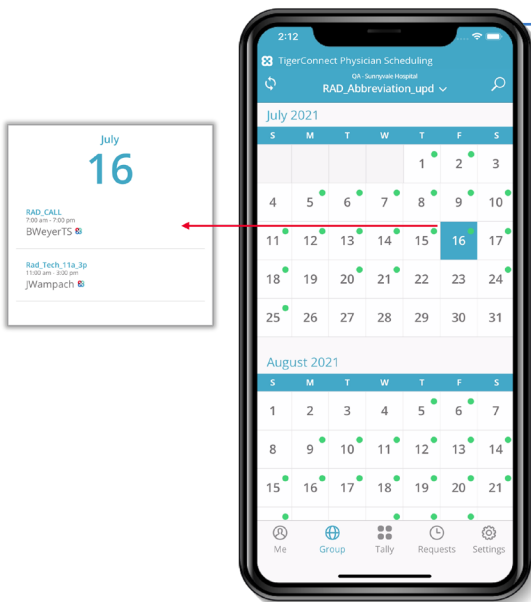 July
16
RAD_CALL
7:00 am - 7:00 pm
BWeyerTS
Rad_Tech_11a_3p
11:00 am - 3:00 pm
JWampach
2:12
TigerConnect Physician Scheduling
QA - Sunnyvale Hospital
RAD_Abbreviation_upd
July 2021
S M T W T F S
1 2 3
4 5 6 7 8 9 10
11 12 13 14 15 16 17
18 19 20 21 22 23 24
25 26 27 28 29 30 31
August 2021
S M T W T F S
1 2 3 4 5 6 7
8 9 10 11 12 13 14
15 16 17 18 19 20 21
Me Group Tally Requests Settings